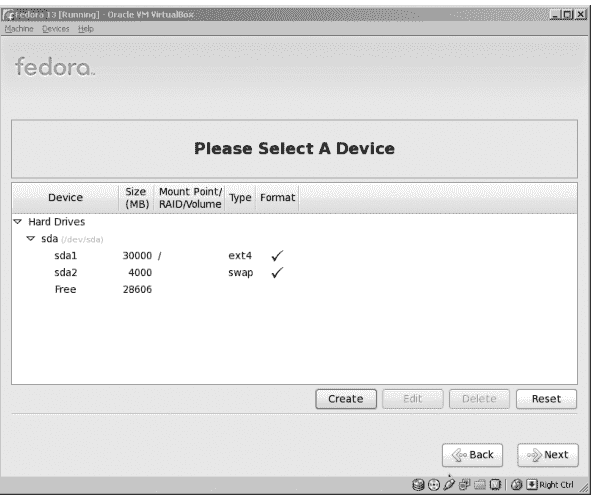 Fedora 13 [Running] - Oracle VM VirtualBox
Machine Devices Help
fedora
Please Select A Device
Device Size (MB) Mount Point/ RAID/Volume Type Format
Hard Drives
sda (/dev/sda)
sda1 30000 / ext4 ✓
sda2 4000 swap ✓
Free 28606
Create Edit Delete Reset
Back Next
Right Ctrl